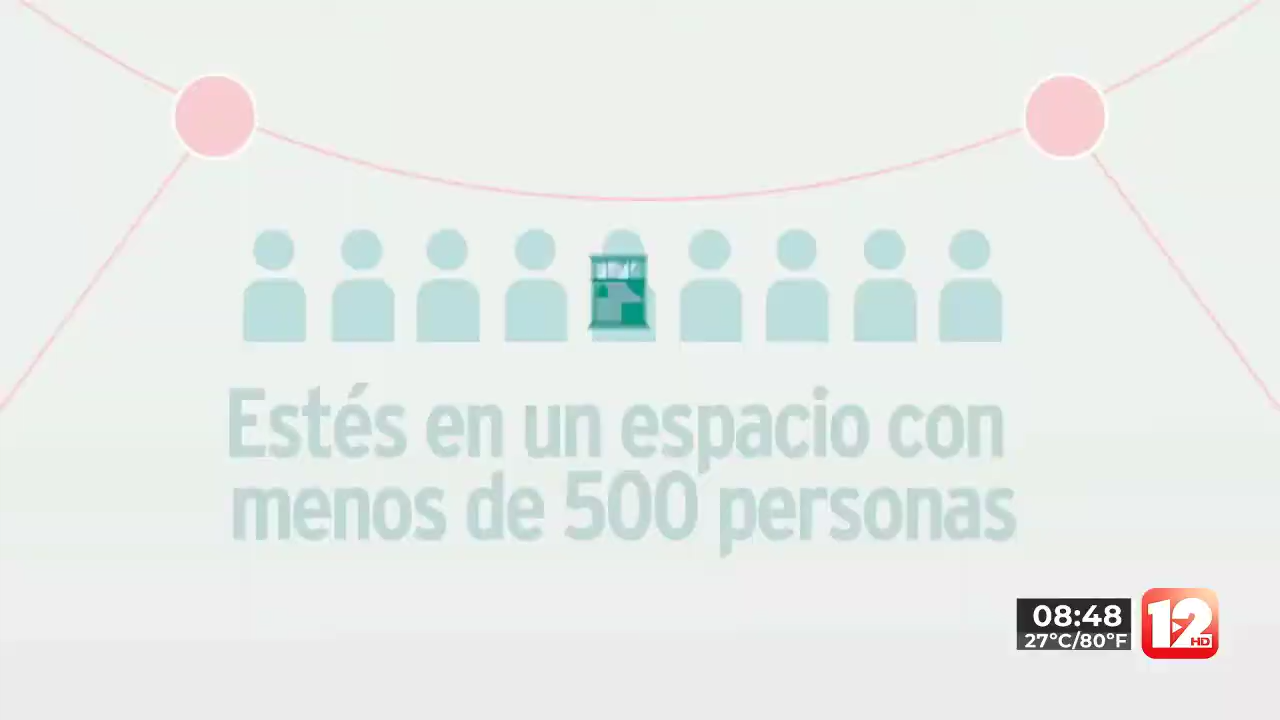 Estés en un espacio con
menos de 500 personas
08:48
27°C/80°F
12
HD